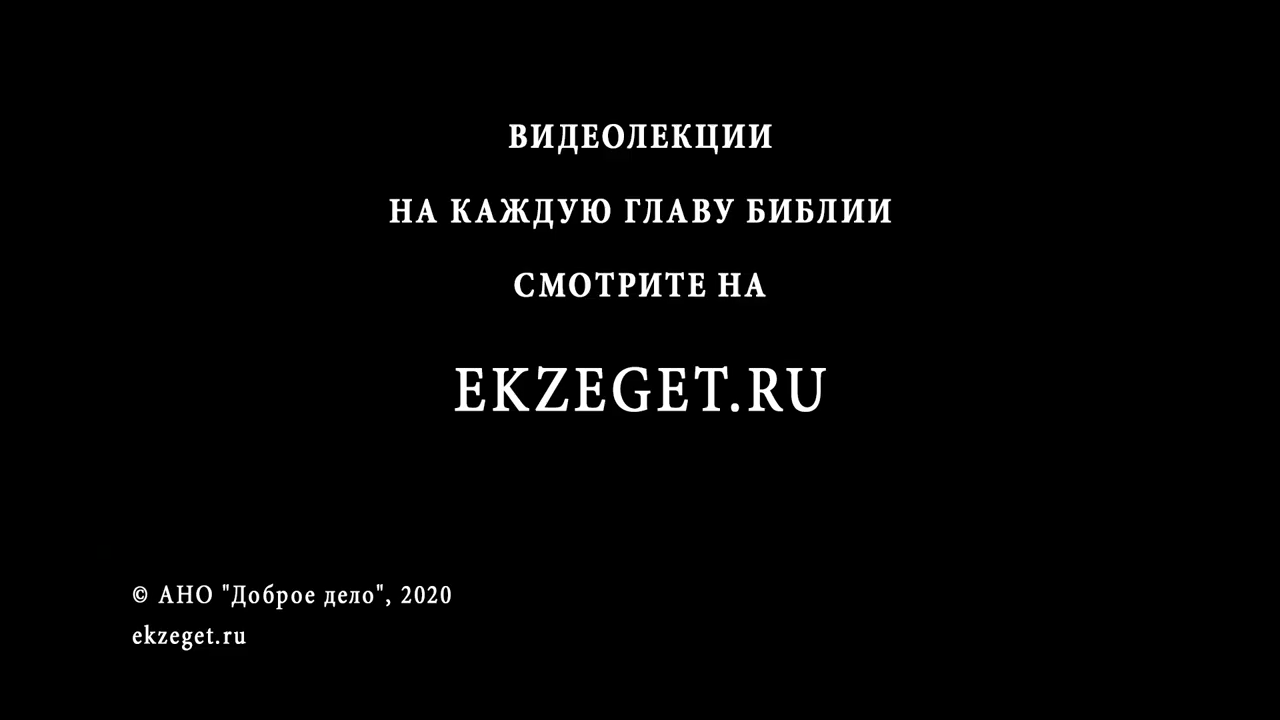 ВИДЕОЛЕКЦИИ
НА КАЖДУЮ ГЛАВУ БИБЛИИ
СМОТРИТЕ НА
EKZEGET.RU
© АНО "Доброе дело", 2020
ekzeget.ru